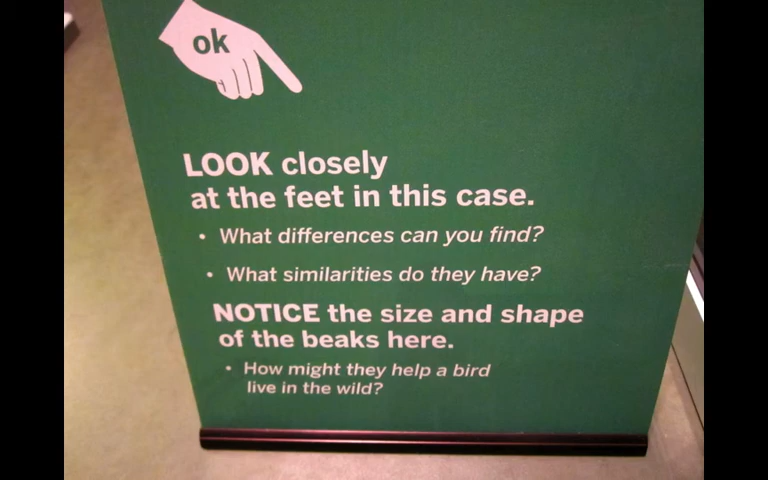 ok
LOOK closely
at the feet in this case.
• What differences can you find?
• What similarities do they have?
NOTICE the size and shape
of the beaks here.
• How might they help a bird
live in the wild?